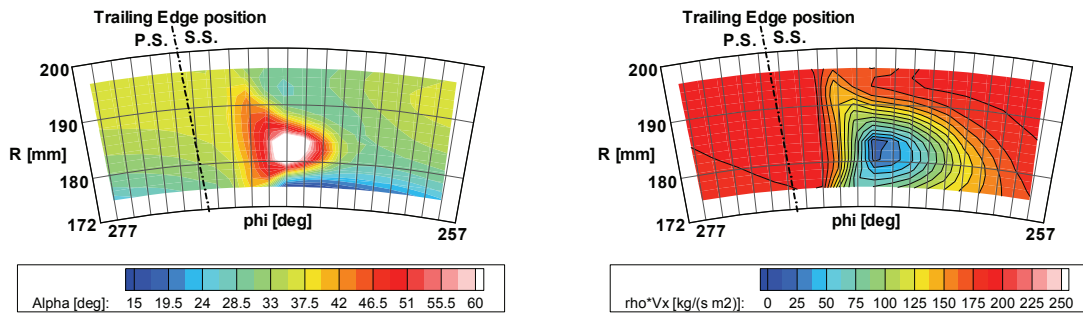 Trailing Edge position
P.S. S.S.
200
190
R [mm]
180
172
277
phi [deg]
257
Alpha [deg]: 15 19.5 24 28.5 33 37.5 42 46.5 51 55.5 60
Trailing Edge position
P.S. S.S.
200
190
R [mm]
180
172
277
phi [deg]
257
rho*Vx [kg/(s m2)]: 0 25 50 75 100 125 150 175 200 225 250